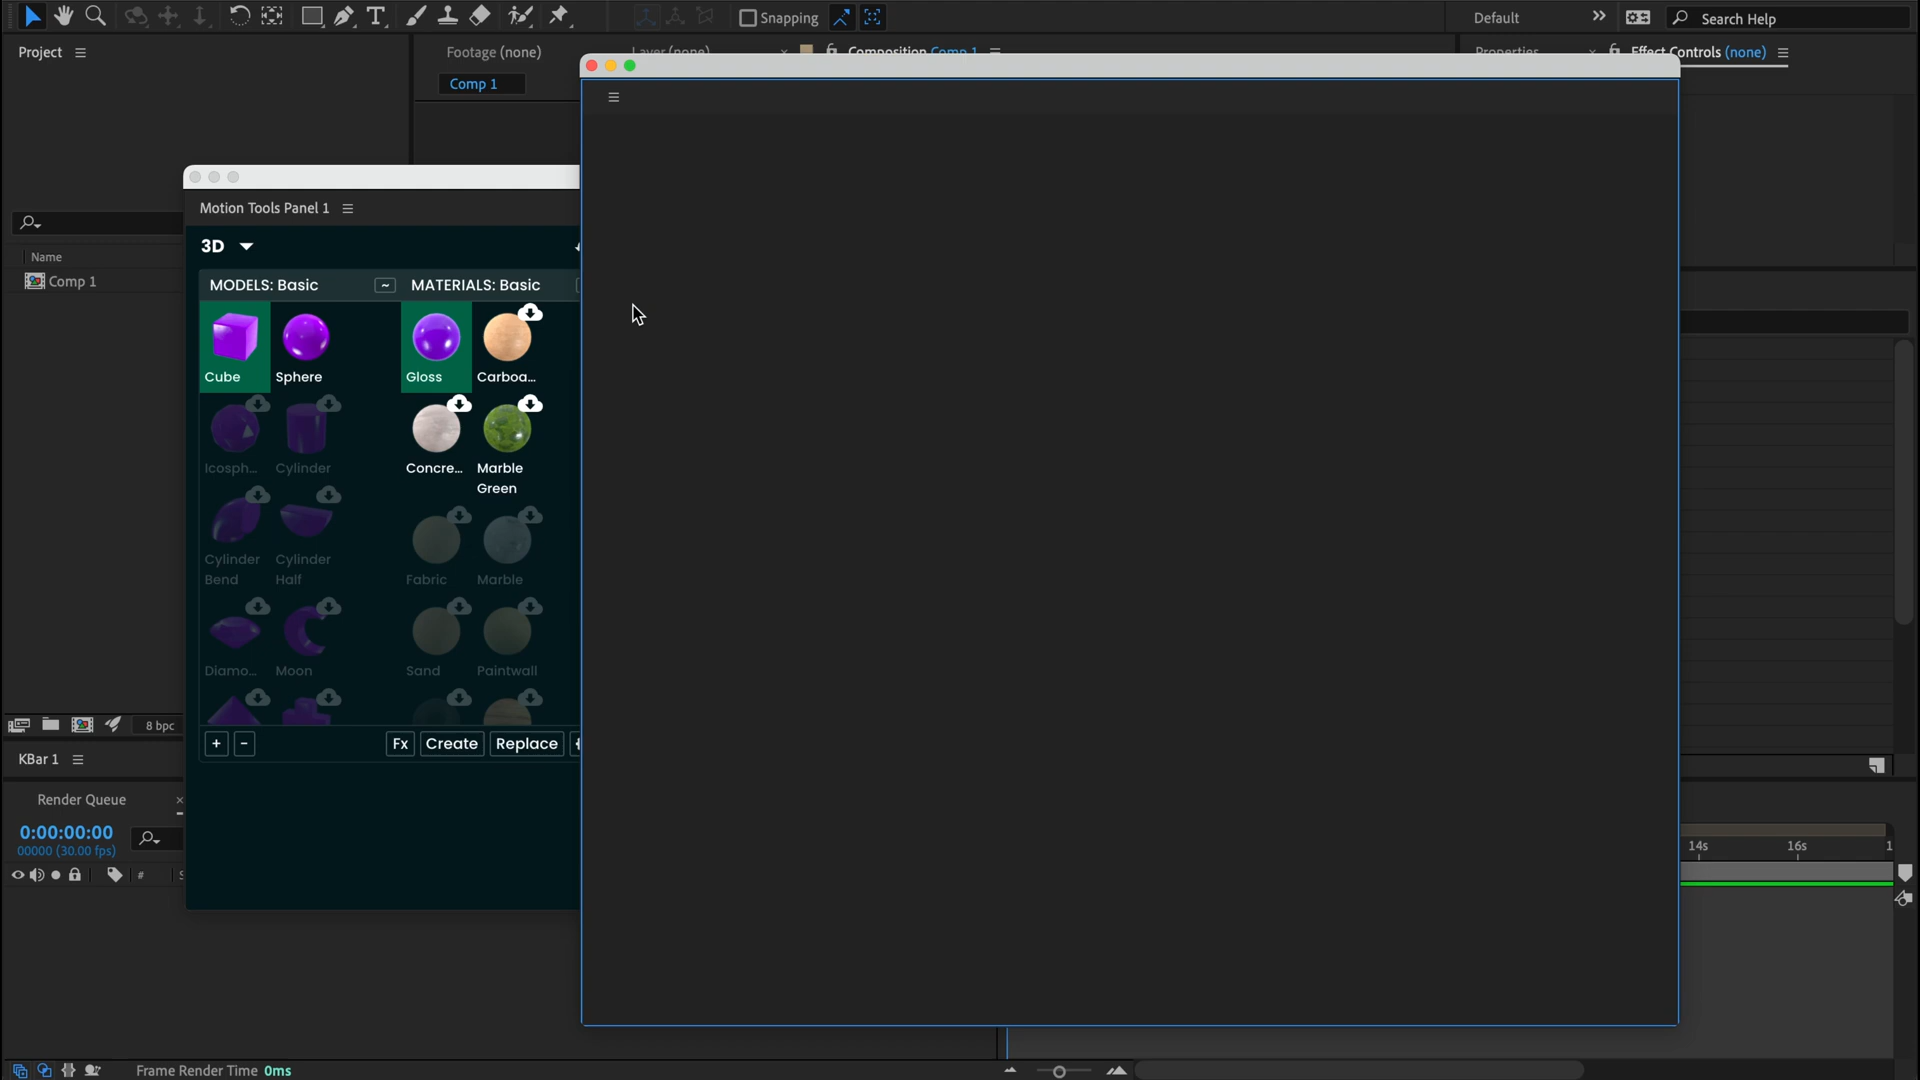 Snapping
Default
Search Help
Project
Footage (none)
Composition Comp 1
Effect Controls (none)
Comp 1
Motion Tools Panel 1
3D
Name
Comp 1
MODELS: Basic
~
MATERIALS: Basic
Cube
Sphere
Gloss
Carboa...
Icosph...
Cylinder
Concre...
Marble
Green
Cylinder
Bend
Cylinder
Half
Fabric
Marble
Diamo...
Moon
Sand
Paintwall
8 bpc
+
-
Fx
Create
Replace
KBar 1
Render Queue
0:00:00:00
00000 (30.00 fps)
14s
16s
#
Frame Render Time 0ms